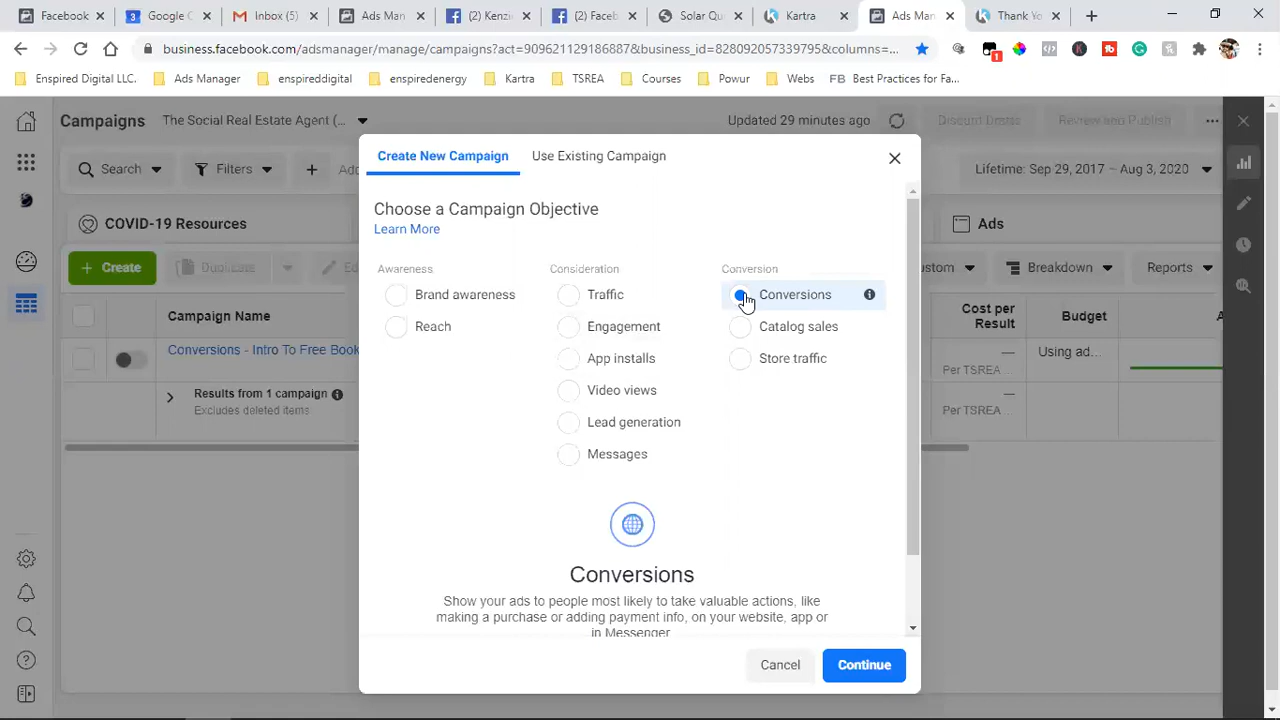 Facebook
Google C
Inbox (5)
Ads Mana
(2) Kenzi
(2) Faceb
Solar Qu
Kartra
Ads Man
Thank Yo
business.facebook.com/adsmanager/manage/campaigns?act=909621129186887&business_id=828092057339795&columns=...
1
Enspired Digital LLC.
Ads Manager
enspireddigital
enspiredenergy
Kartra
TSREA
Courses
Powur
Webs
FB Best Practices for Fa...
Campaigns
The Social Real Estate Agent (...
Updated 29 minutes ago
Discard Drafts
Review and Publish
Search
Filters
Lifetime: Sep 29, 2017 – Aug 3, 2020
COVID-19 Resources
Ads
+ Create
Duplicate
Breakdown
Reports
Campaign Name
Cost per Result
Budget
Conversions - Intro To Free Book
—
Per TSREA ...
Using ad...
Results from 1 campaign
Excludes deleted items
—
Per TSREA ...
Create New Campaign
Use Existing Campaign
Choose a Campaign Objective
Learn More
Awareness
Consideration
Conversion
Brand awareness
Traffic
Conversions
Reach
Engagement
Catalog sales
App installs
Store traffic
Video views
Lead generation
Messages
Conversions
Show your ads to people most likely to take valuable actions, like
making a purchase or adding payment info, on your website, app or
in Messenger
Cancel
Continue